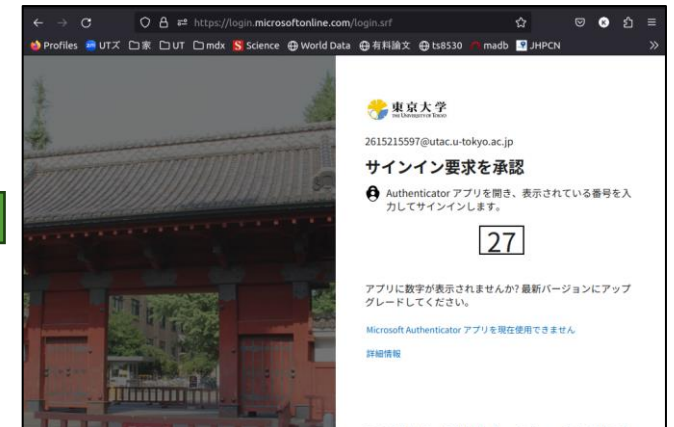 https://login.microsoftonline.com/login.srf
Profiles UTズ 家 UT mdx S Science World Data 有料論文 ts8530 madb JHPCN
東京大学
THE UNIVERSITY OF TOKYO
2615215597@utac.u-tokyo.ac.jp
サインイン要求を承認
Authenticator アプリを開き、表示されている番号を入
力してサインインします。
27
アプリに数字が表示されませんか? 最新バージョンにアップ
グレードしてください。
Microsoft Authenticator アプリを現在使用できません
詳細情報